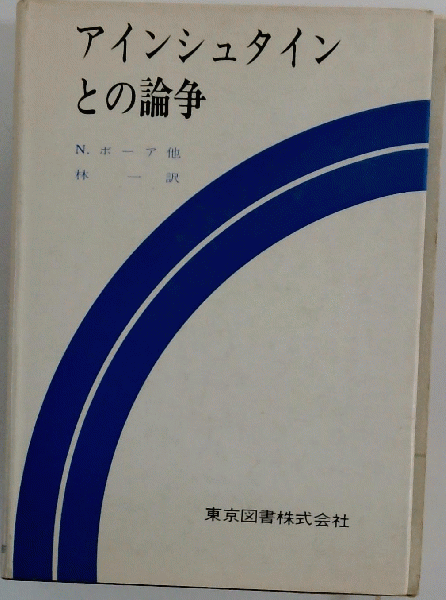 アインシュタイン
との論争
N. ボーア他
林 一 訳
東京図書株式会社